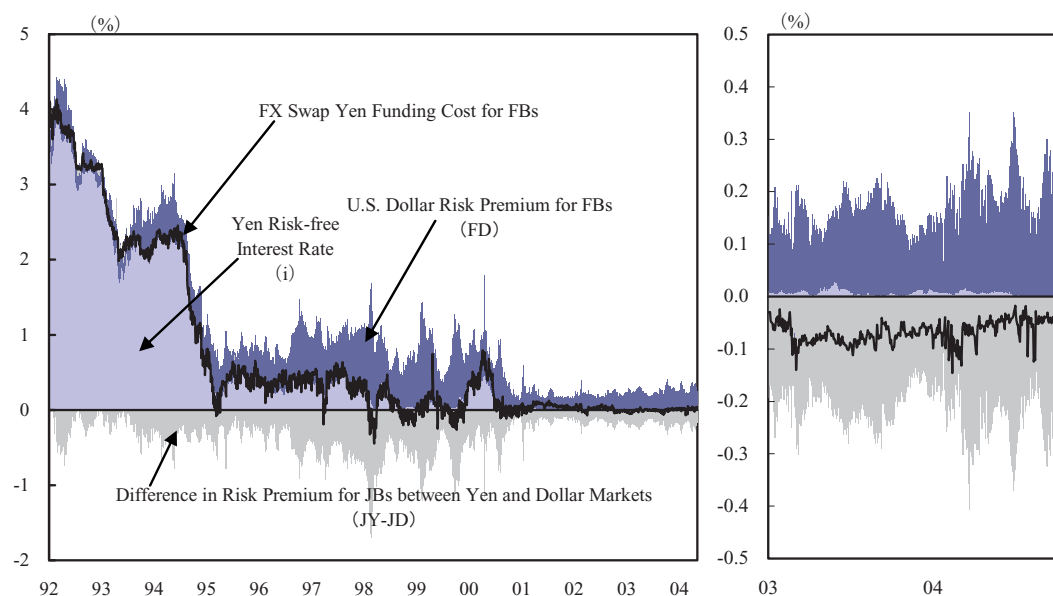 (%)
5
4
3
2
1
0
-1
-2
FX Swap Yen Funding Cost for FBs
U.S. Dollar Risk Premium for FBs
(FD)
Yen Risk-free
Interest Rate
(i)
Difference in Risk Premium for JBs between Yen and Dollar Markets
(JY-JD)
92 93 94 95 96 97 98 99 00 01 02 03 04
(%)
0.5
0.4
0.3
0.2
0.1
0.0
-0.1
-0.2
-0.3
-0.4
-0.5
03 04